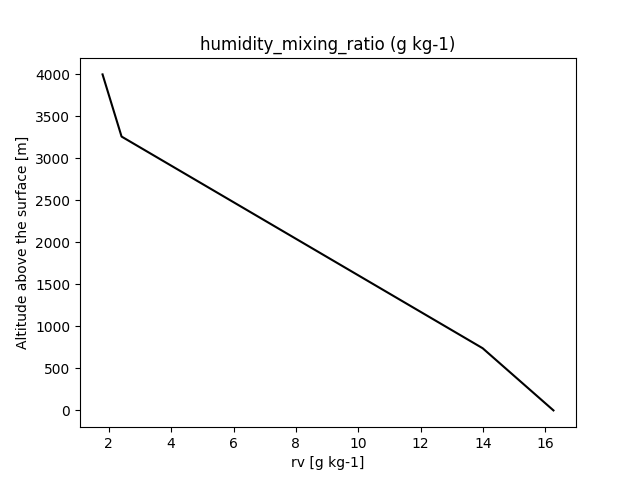 humidity_mixing_ratio (g kg-1)
Altitude above the surface [m]
4000
3500
3000
2500
2000
1500
1000
500
0
2 4 6 8 10 12 14 16
rv [g kg-1]